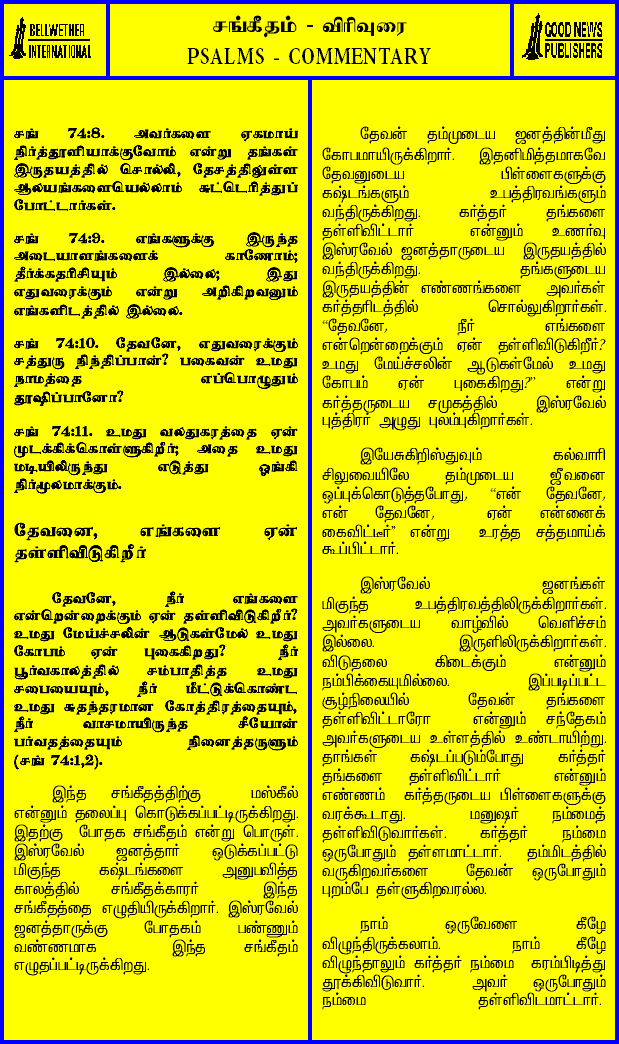 BELLWETHER
INTERNATIONAL
சங்கீதம் - விரிவுரை
PSALMS - COMMENTARY
GOOD NEWS
PUBLISHERS
சங் 74:8. அவர்களை ஏகமாய்
நிர்த்தூளியாக்குவோம் என்று தங்கள்
இருதயத்தில் சொல்லி, தேசத்திலுள்ள
ஆலயங்களையெல்லாம் சுட்டெரித்துப்
போட்டார்கள்.
சங் 74:9. எங்களுக்கு இருந்த
அடையாளங்களைக் காணோம்;
தீர்க்கதரிசியும் இல்லை; இது
எதுவரைக்கும் என்று அறிகிறவனும்
எங்களிடத்தில் இல்லை.
சங் 74:10. தேவனே, எதுவரைக்கும்
சத்துரு நிந்திப்பான்? பகைவன் உமது
நாமத்தை எப்பொழுதும்
தூஷிப்பானோ?
சங் 74:11. உமது வலதுகரத்தை ஏன்
முடக்கிக்கொள்ளுகிறீர்; அதை உமது
மடியிலிருந்து எடுத்து ஓங்கி
நிர்மூலமாக்கும்.
தேவனை, எங்களை ஏன்
தள்ளிவிடுகிறீர்
தேவனே, நீர் எங்களை
என்றென்றைக்கும் ஏன் தள்ளிவிடுகிறீர்?
உமது மேய்ச்சலின் ஆடுகள்மேல் உமது
கோபம் ஏன் புகைகிறது? நீர்
பூர்வகாலத்தில் சம்பாதித்த உமது
சபையையும், நீர் மீட்டுக்கொண்ட
உமது சுதந்தரமான கோத்திரத்தையும்,
நீர் வாசமாயிருந்த சீயோன்
பர்வதத்தையும் நினைத்தருளும்
(சங் 74:1,2).
இந்த சங்கீதத்திற்கு மஸ்கீல்
என்னும் தலைப்பு கொடுக்கப்பட்டிருக்கிறது.
இதற்கு போதக சங்கீதம் என்று பொருள்.
இஸ்ரவேல் ஜனத்தார் ஒடுக்கப்பட்டு
மிகுந்த கஷ்டங்களை அனுபவித்த
காலத்தில் சங்கீதக்காரர் இந்த
சங்கீதத்தை எழுதியிருக்கிறார். இஸ்ரவேல்
ஜனத்தாருக்கு போதகம் பண்ணும்
வண்ணமாக இந்த சங்கீதம்
எழுதப்பட்டிருக்கிறது.
தேவன் தம்முடைய ஜனத்தின்மீது
கோபமாயிருக்கிறார். இதனிமித்தமாகவே
தேவனுடைய பிள்ளைகளுக்கு
கஷ்டங்களும் உபத்திரவங்களும்
வந்திருக்கிறது. கர்த்தர் தங்களை
தள்ளிவிட்டார் என்னும் உணர்வு
இஸ்ரவேல் ஜனத்தாருடைய இருதயத்தில்
வந்திருக்கிறது. தங்களுடைய
இருதயத்தின் எண்ணங்களை அவர்கள்
கர்த்தரிடத்தில் சொல்லுகிறார்கள்.
“தேவனே, நீர் எங்களை
என்றென்றைக்கும் ஏன் தள்ளிவிடுகிறீர்?
உமது மேய்ச்சலின் ஆடுகள்மேல் உமது
கோபம் ஏன் புகைகிறது?” என்று
கர்த்தருடைய சமுகத்தில் இஸ்ரவேல்
புத்திரர் அழுது புலம்புகிறார்கள்.
இயேசுகிறிஸ்துவும் கல்வாரி
சிலுவையிலே தம்முடைய ஜீவனை
ஒப்புக்கொடுத்தபோது, “என் தேவனே,
என் தேவனே, ஏன் என்னைக்
கைவிட்டீர்” என்று உரத்த சத்தமாய்க்
கூப்பிட்டார்.
இஸ்ரவேல் ஜனங்கள்
மிகுந்த உபத்திரவத்திலிருக்கிறார்கள்.
அவர்களுடைய வாழ்வில் வெளிச்சம்
இல்லை. இருளிலிருக்கிறார்கள்.
விடுதலை கிடைக்கும் என்னும்
நம்பிக்கையுமில்லை. இப்படிப்பட்ட
சூழ்நிலையில் தேவன் தங்களை
தள்ளிவிட்டாரோ என்னும் சந்தேகம்
அவர்களுடைய உள்ளத்தில் உண்டாயிற்று.
தாங்கள் கஷ்டப்படும்போது கர்த்தர்
தங்களை தள்ளிவிட்டார் என்னும்
எண்ணம் கர்த்தருடைய பிள்ளைகளுக்கு
வரக்கூடாது. மனுஷர் நம்மைத்
தள்ளிவிடுவார்கள். கர்த்தர் நம்மை
ஒருபோதும் தள்ளமாட்டார். தம்மிடத்தில்
வருகிறவர்களை தேவன் ஒருபோதும்
புறம்பே தள்ளுகிறவரல்ல.
நாம் ஒருவேளை கீழே
விழுந்திருக்கலாம். நாம் கீழே
விழுந்தாலும் கர்த்தர் நம்மை கரம்பிடித்து
தூக்கிவிடுவார். அவர் ஒருபோதும்
நம்மை தள்ளிவிடமாட்டார்.